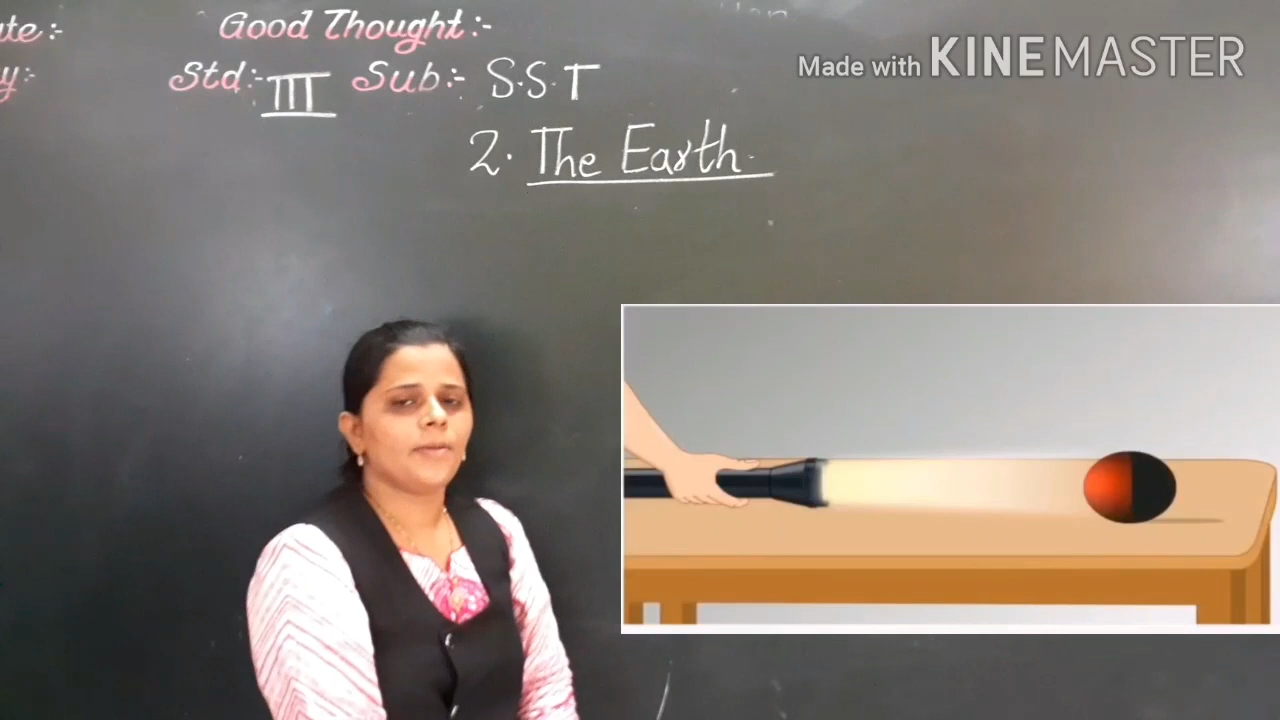 Good Thought:-
Made with KINEMASTER
Std:- III Sub:- S.S.T
2. The Earth.